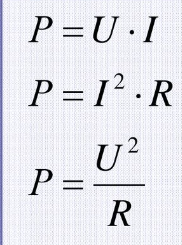 P = U · I
P = I² · R
P = U² / R